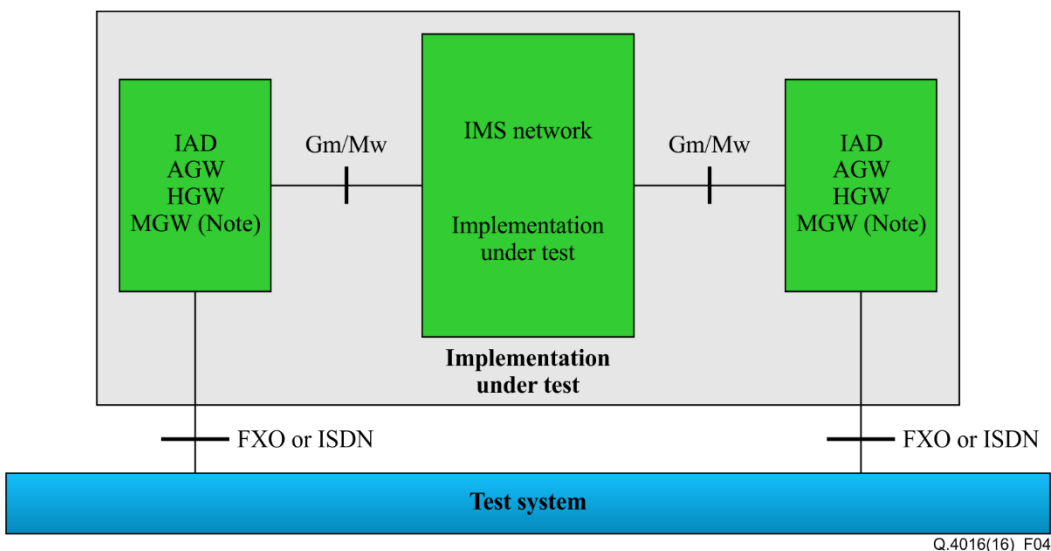 IAD
AGW
HGW
MGW (Note)
Gm/Mw
IMS network
Implementation
under test
Gm/Mw
IAD
AGW
HGW
MGW (Note)
Implementation
under test
FXO or ISDN
FXO or ISDN
Test system
Q.4016(16)_F04